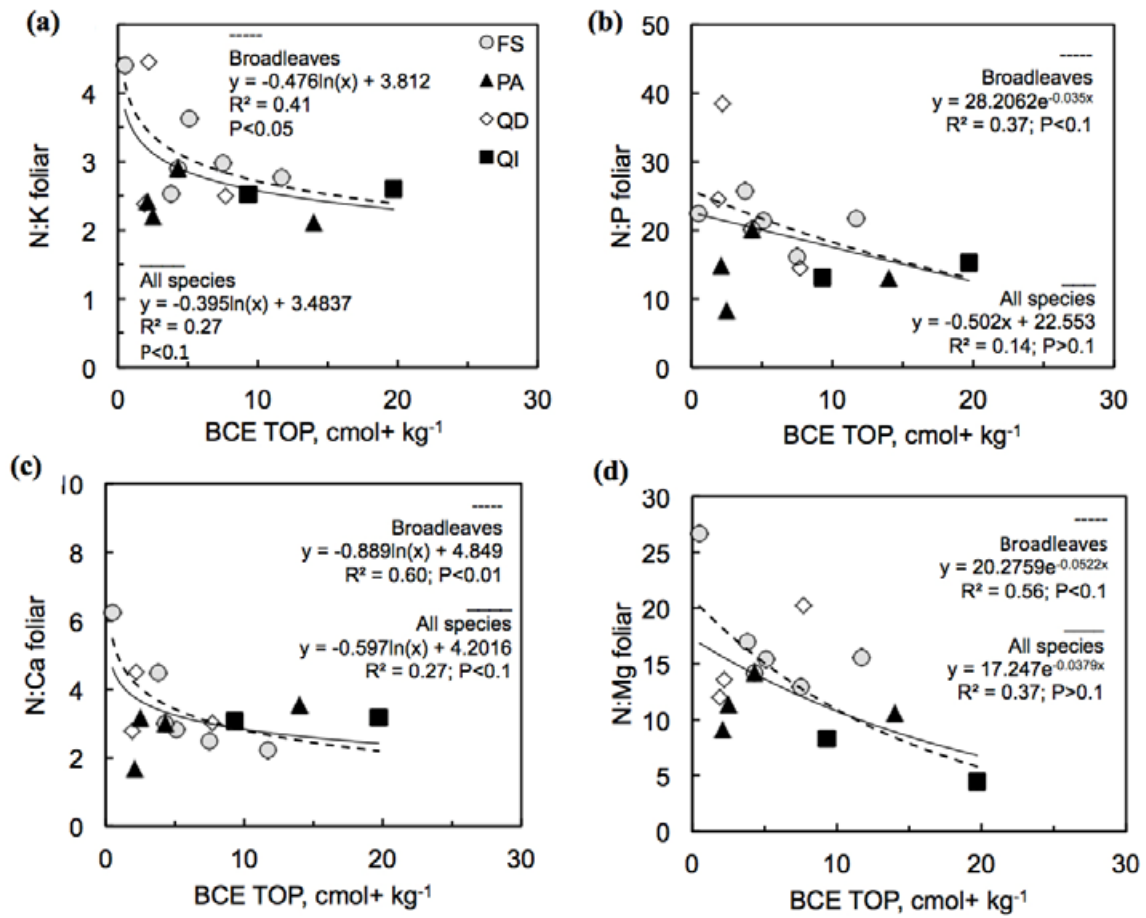 (a)
5
4
3
2
1
0
N:K foliar
-----
Broadleaves
y = -0.476ln(x) + 3.812
R² = 0.41
P<0.05
FS
PA
QD
QI
All species
y = -0.395ln(x) + 3.4837
R² = 0.27
P<0.1
0 10 20 30
BCE TOP, cmol+ kg-1
(b)
50
40
30
20
10
0
N:P foliar
-----
Broadleaves
y = 28.2062e-0.035x
R² = 0.37; P<0.1
All species
y = -0.502x + 22.553
R² = 0.14; P>0.1
0 10 20 30
BCE TOP, cmol+ kg-1
(c)
10
8
6
4
2
0
N:Ca foliar
-----
Broadleaves
y = -0.889ln(x) + 4.849
R² = 0.60; P<0.01
All species
y = -0.597ln(x) + 4.2016
R² = 0.27; P<0.1
0 10 20 30
BCE TOP, cmol+ kg-1
(d)
30
25
20
15
10
5
0
N:Mg foliar
-----
Broadleaves
y = 20.2759e-0.0522x
R² = 0.56; P<0.1
All species
y = 17.247e-0.0379x
R² = 0.37; P>0.1
0 10 20 30
BCE TOP, cmol+ kg-1